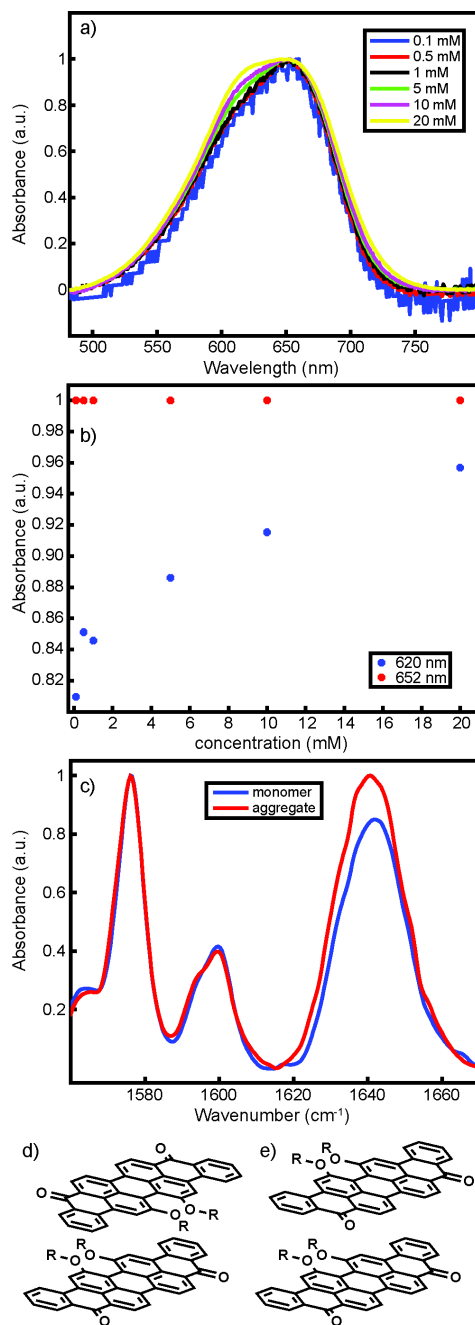 a)
0.1 mM
0.5 mM
1 mM
5 mM
10 mM
20 mM
Absorbance (a.u.)
1
0.8
0.6
0.4
0.2
0
500 550 600 650 700 750
Wavelength (nm)
b)
Absorbance (a.u.)
1
0.98
0.96
0.94
0.92
0.90
0.88
0.86
0.84
0.82
620 nm
652 nm
0 2 4 6 8 10 12 14 16 18 20
concentration (mM)
c)
monomer
aggregate
Absorbance (a.u.)
1
0.8
0.6
0.4
0.2
1580 1600 1620 1640 1660
Wavenumber (cm⁻¹)
d)
O
O
O
R
O
R
R
O
R
O
O
O
e)
R
O
R
O
O
O
R
O
R
O
O
O